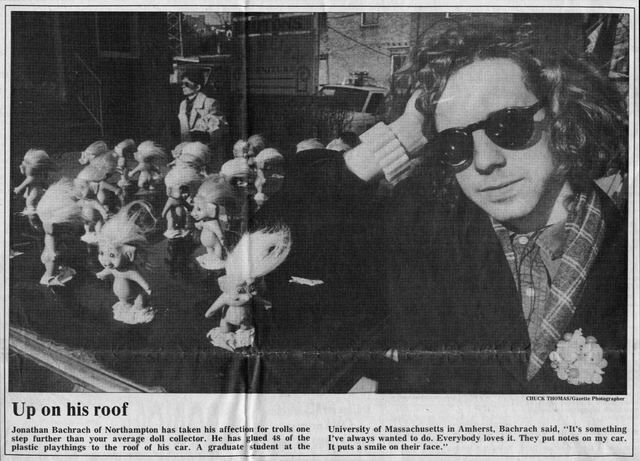 CHUCK THOMAS/Gazette Photographer
Up on his roof
Jonathan Bachrach of Northampton has taken his affection for trolls one
step further than your average doll collector. He has glued 48 of the
plastic playthings to the roof of his car. A graduate student at the
University of Massachusetts in Amherst, Bachrach said, "It's something
I've always wanted to do. Everybody loves it. They put notes on my car.
It puts a smile on their face."